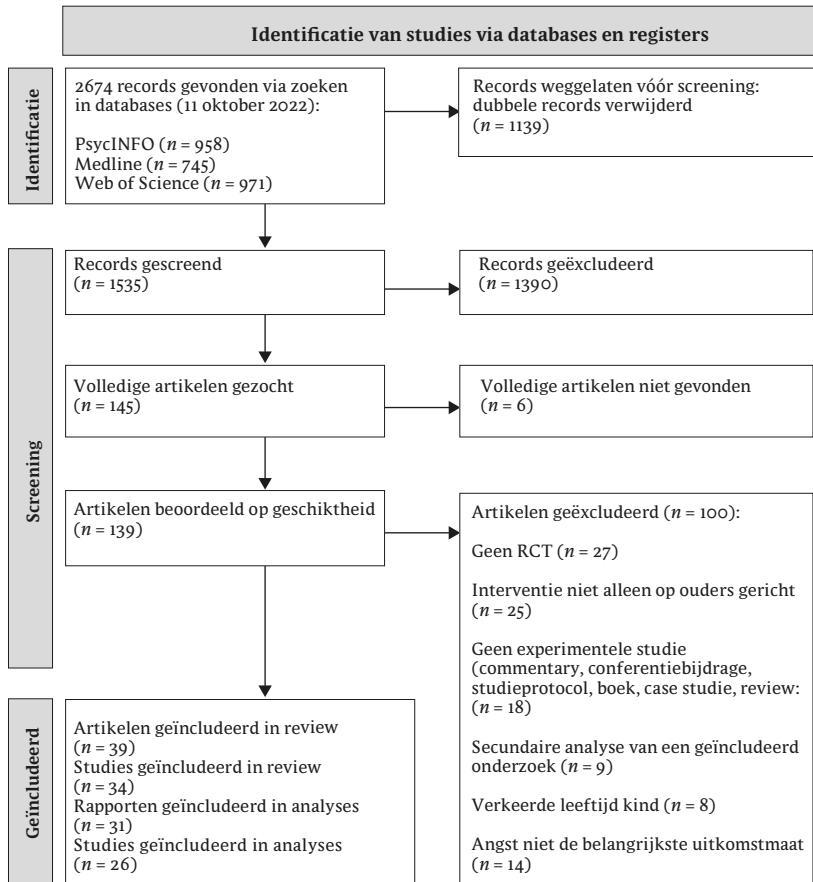 Identificatie van studies via databases en registers
Identificatie
2674 records gevonden via zoeken
in databases (11 oktober 2022):
PsycINFO (n = 958)
Medline (n = 745)
Web of Science (n = 971)
Records weggelaten vóór screening:
dubbele records verwijderd
(n = 1139)
Screening
Records gescreend
(n = 1535)
Records geëxcludeerd
(n = 1390)
Volledige artikelen gezocht
(n = 145)
Volledige artikelen niet gevonden
(n = 6)
Artikelen beoordeeld op geschiktheid
(n = 139)
Artikelen geëxcludeerd (n = 100):
Geen RCT (n = 27)
Interventie niet alleen op ouders gericht
(n = 25)
Geen experimentele studie
(commentary, conferentiebijdrage,
studieprotocol, boek, case studie, review:
(n = 18)
Secundaire analyse van een geïncludeerd
onderzoek (n = 9)
Verkeerde leeftijd kind (n = 8)
Angst niet de belangrijkste uitkomstmaat
(n = 14)
Geïncludeerd
Artikelen geïncludeerd in review
(n = 39)
Studies geïncludeerd in review
(n = 34)
Rapporten geïncludeerd in analyses
(n = 31)
Studies geïncludeerd in analyses
(n = 26)